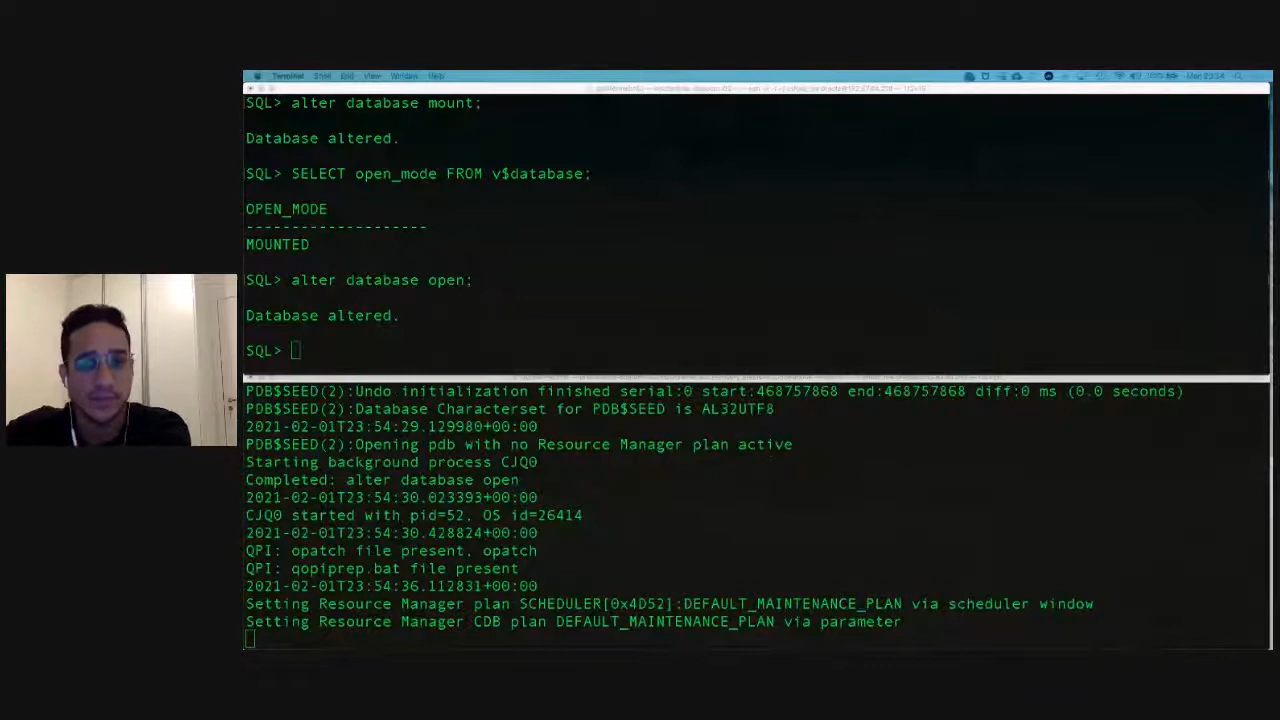 Terminal Shell Edit View Window Help
SQL> alter database mount;
Database altered.
SQL> SELECT open_mode FROM v$database;
OPEN_MODE
--------------------
MOUNTED
SQL> alter database open;
Database altered.
SQL>
PDB$SEED(2):Undo initialization finished serial:0 start:468757868 end:468757868 diff:0 ms (0.0 seconds)
PDB$SEED(2):Database Characterset for PDB$SEED is AL32UTF8
2021-02-01T23:54:29.129980+00:00
PDB$SEED(2):Opening pdb with no Resource Manager plan active
Starting background process CJQ0
Completed: alter database open
2021-02-01T23:54:30.023393+00:00
CJQ0 started with pid=52, OS id=26414
2021-02-01T23:54:30.428824+00:00
QPI: opatch file present, opatch
QPI: qopiprep.bat file present
2021-02-01T23:54:36.112831+00:00
Setting Resource Manager plan SCHEDULER[0x4D52]:DEFAULT_MAINTENANCE_PLAN via scheduler window
Setting Resource Manager CDB plan DEFAULT_MAINTENANCE_PLAN via parameter